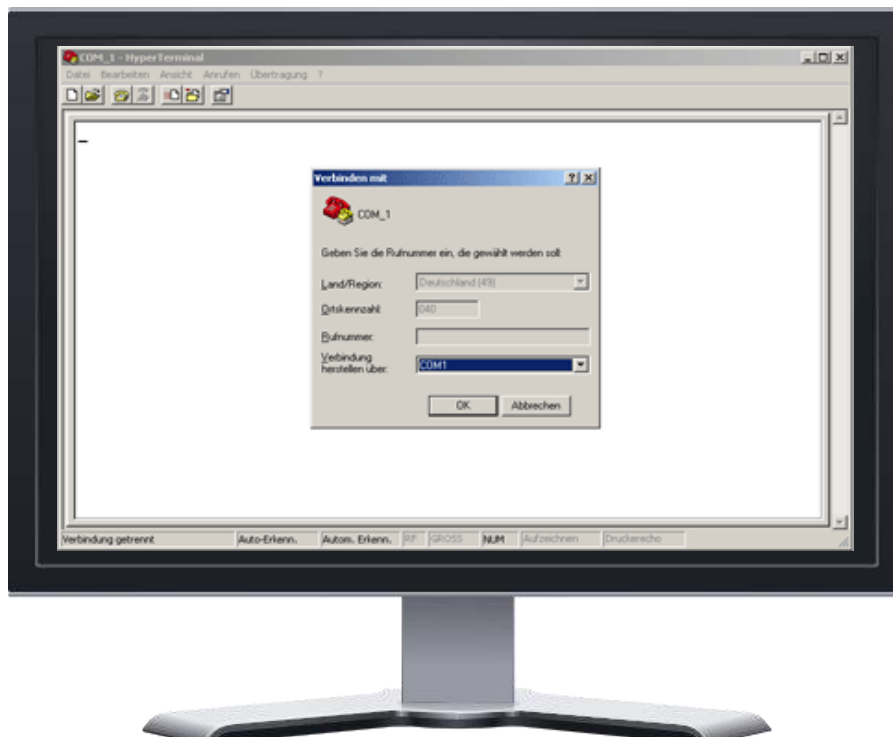 COM_1 - HyperTerminal
Datei Bearbeiten Ansicht Anrufen Übertragung ?
Verbinden mit
COM_1
Geben Sie die Rufnummer ein, die gewählt werden soll:
Land/Region: Deutschland (49)
Ortskennzahl: 040
Rufnummer:
Verbindung
herstellen über: COM1
OK Abbrechen
Verbindung getrennt Auto-Erkenn. Autom. Erkenn. RF GROSS NUM Aufzeichnen Druckerecho